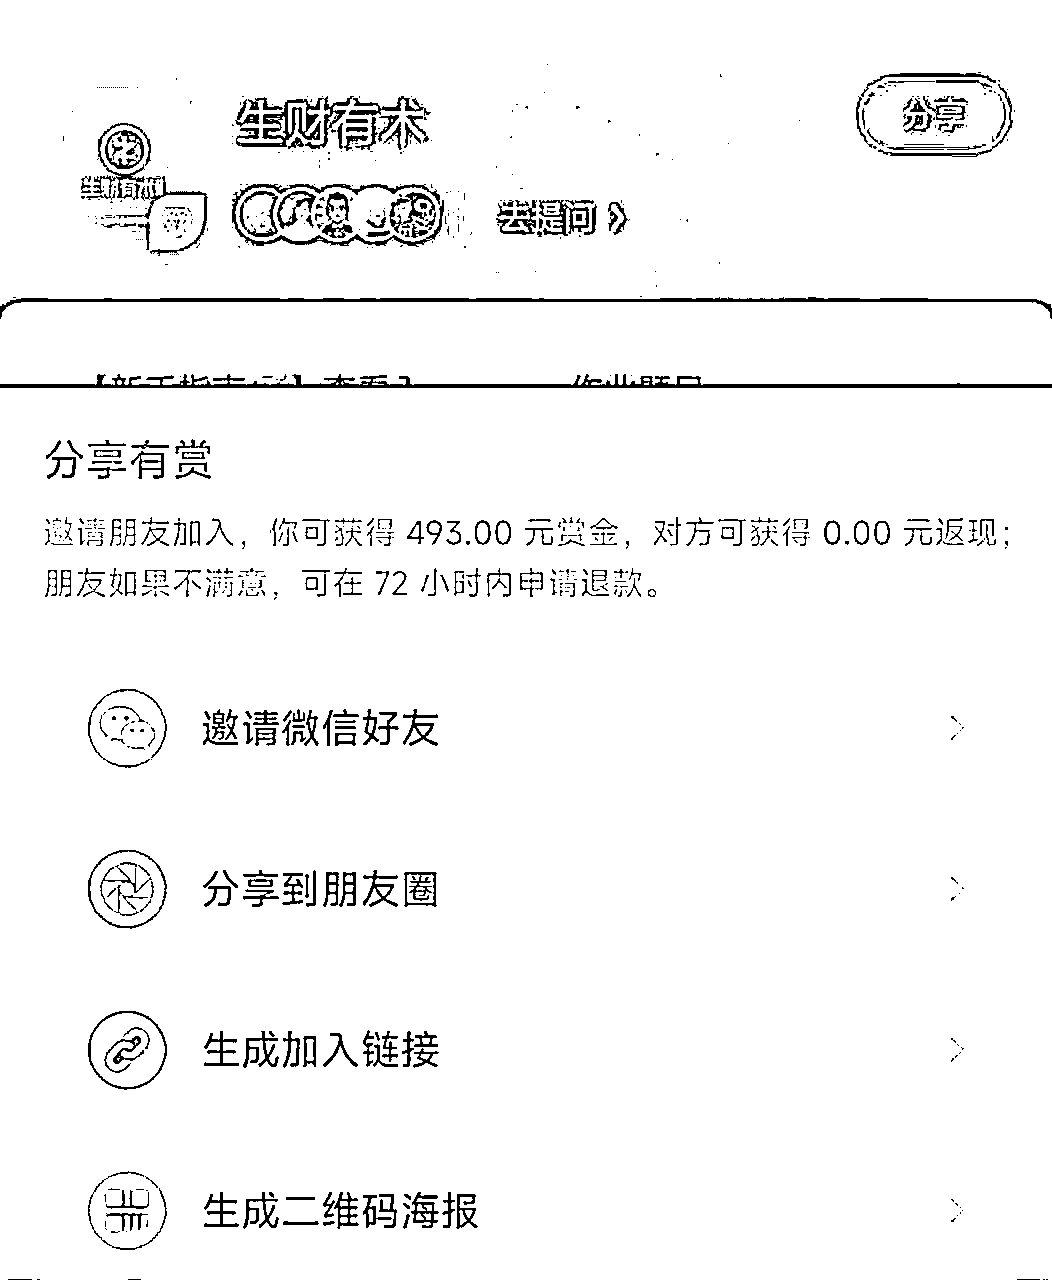 生财有术
分享
生财有术
去提问
分享有赏
邀请朋友加入，你可获得 493.00 元赏金，对方可获得 0.00 元返现；
朋友如果不满意，可在 72 小时内申请退款。
邀请微信好友
分享到朋友圈
生成加入链接
生成二维码海报